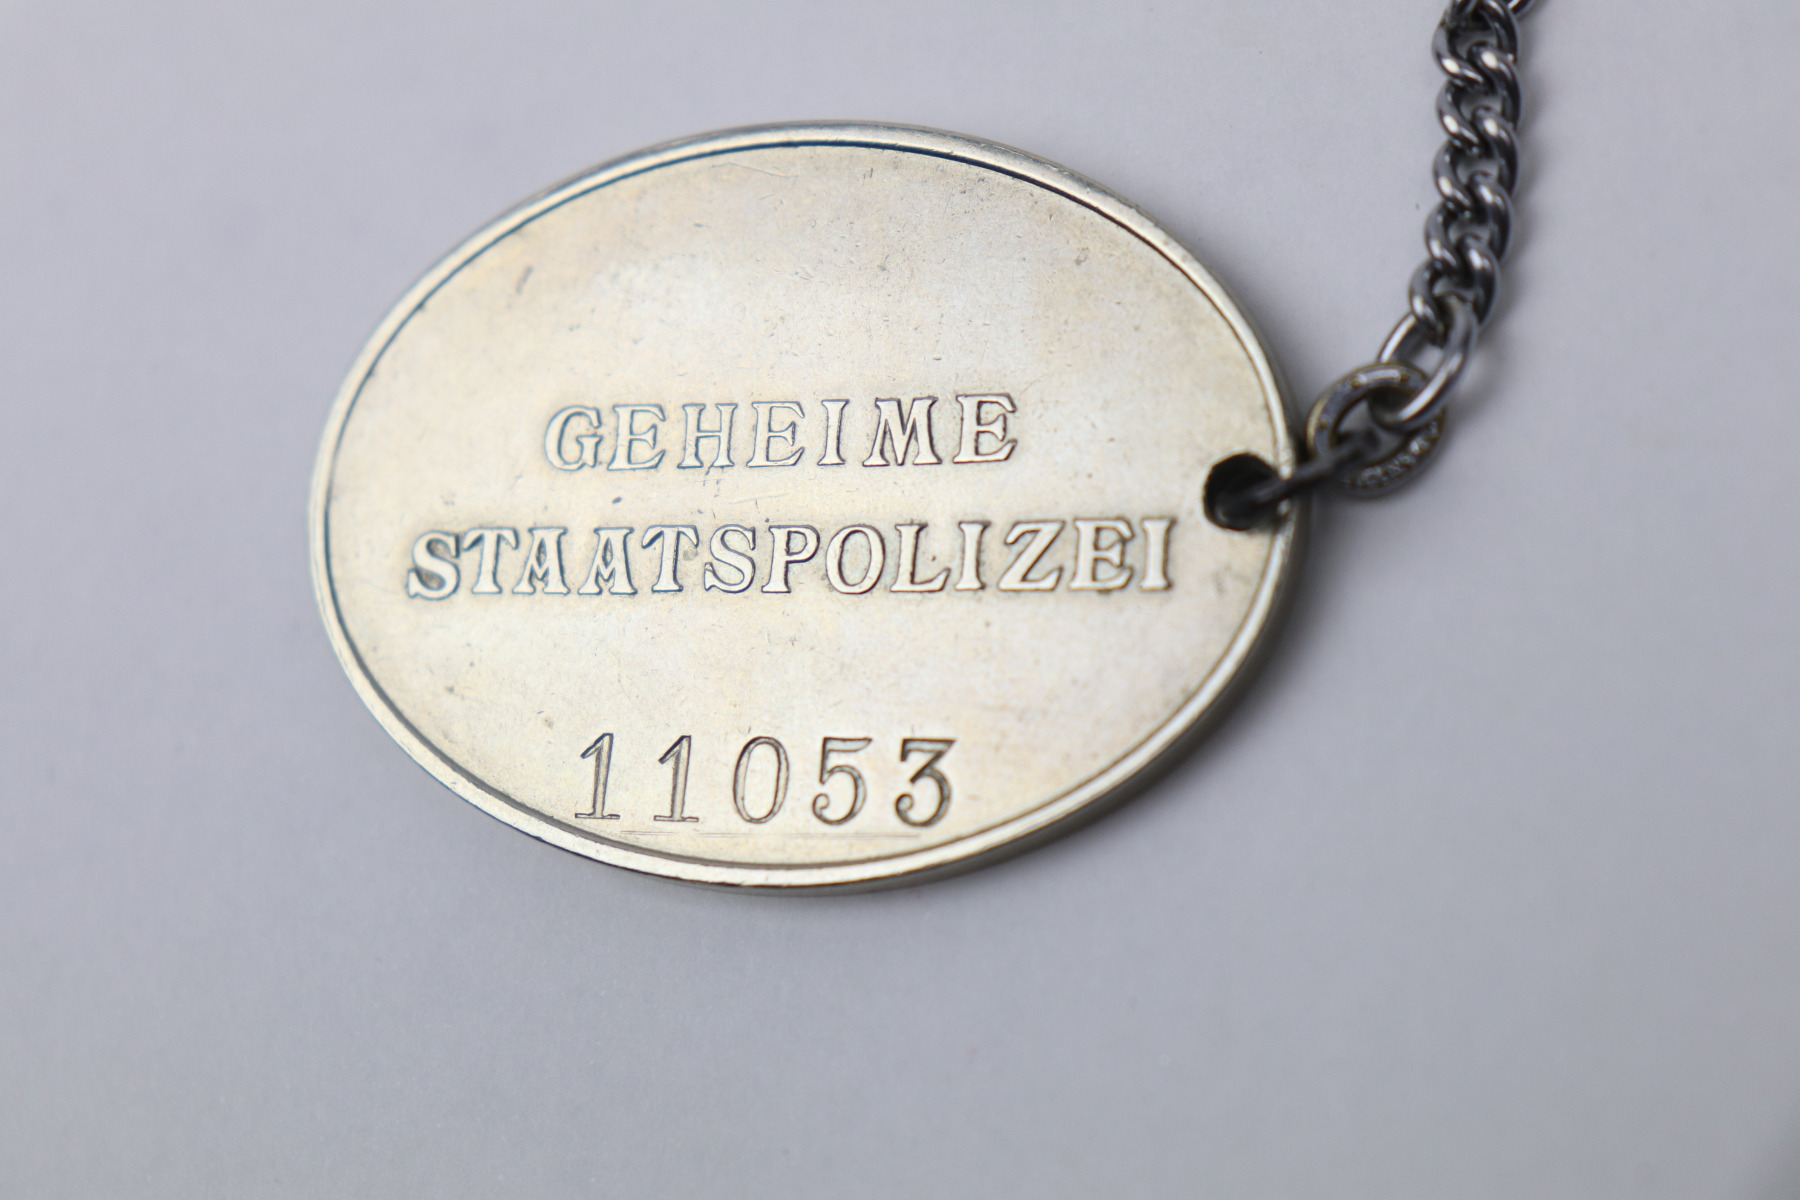 GEHEIME
STAATSPOLIZEI
11053